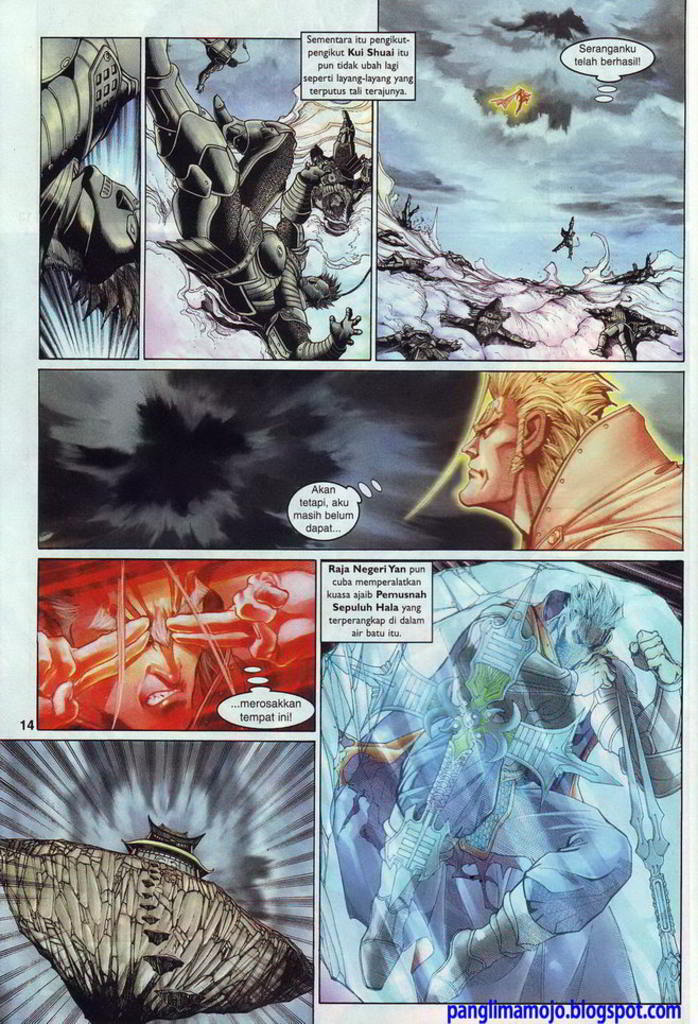 Sementara itu pengikut-
pengikut Kui Shuai itu
pun tidak ubah lagi
seperti layang-layang yang
terputus tali terajunya.
Seranganku
telah berhasil!
Akan
tetapi, aku
masih belum
dapat...
...merosakkan
tempat ini!
Raja Negeri Yan pun
cuba memperalatkan
kuasa ajaib Pemusnah
Sepuluh Hala yang
terperangkap di dalam
air batu itu.
14
panglimamojo.blogspot.com